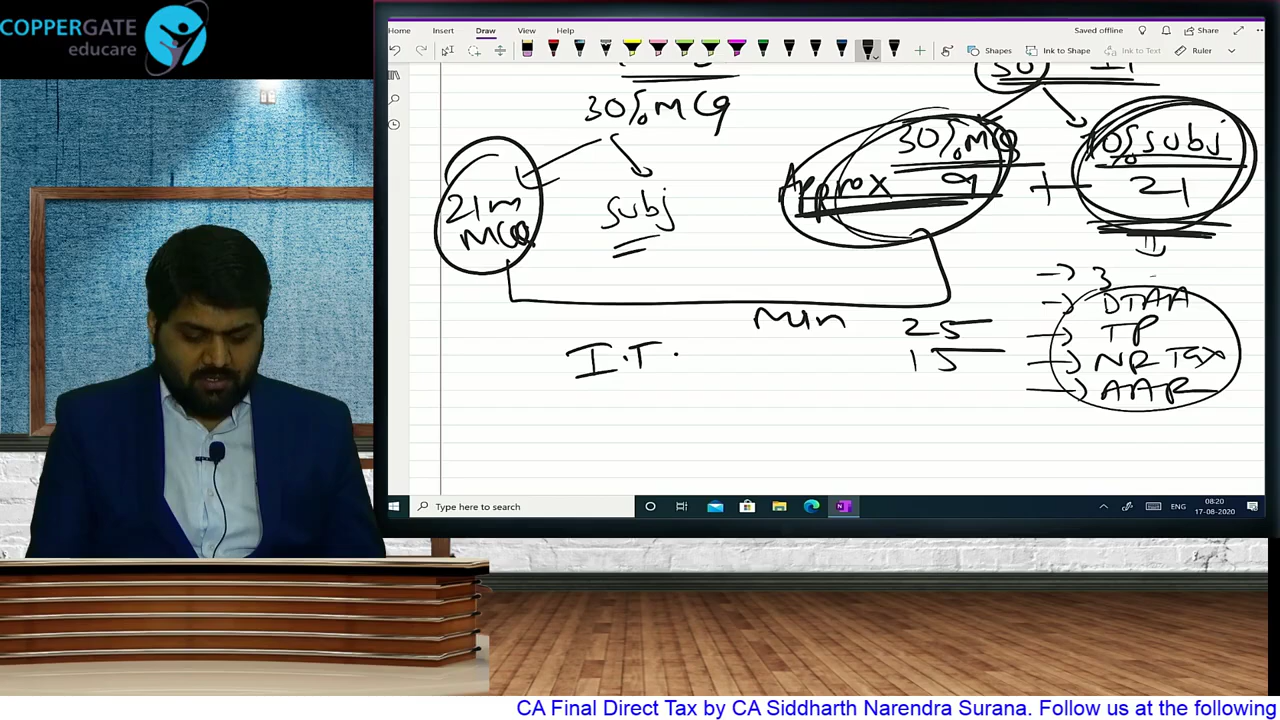 COPPERGATE
educare
Home Insert Draw View Help
Saved offline
Share
Shapes
Ink to Shape
Ink to Text
Ruler
30 IT
30% MCQ
30% MCQ
70% Subj
Approx 9
+
21
21m
MCQ
Subj
3
DTAA
Min
25
TP
I.T.
15
NR Tax
AAR
Type here to search
ENG
08:20
17-08-2020
CA Final Direct Tax by CA Siddharth Narendra Surana. Follow us at the following